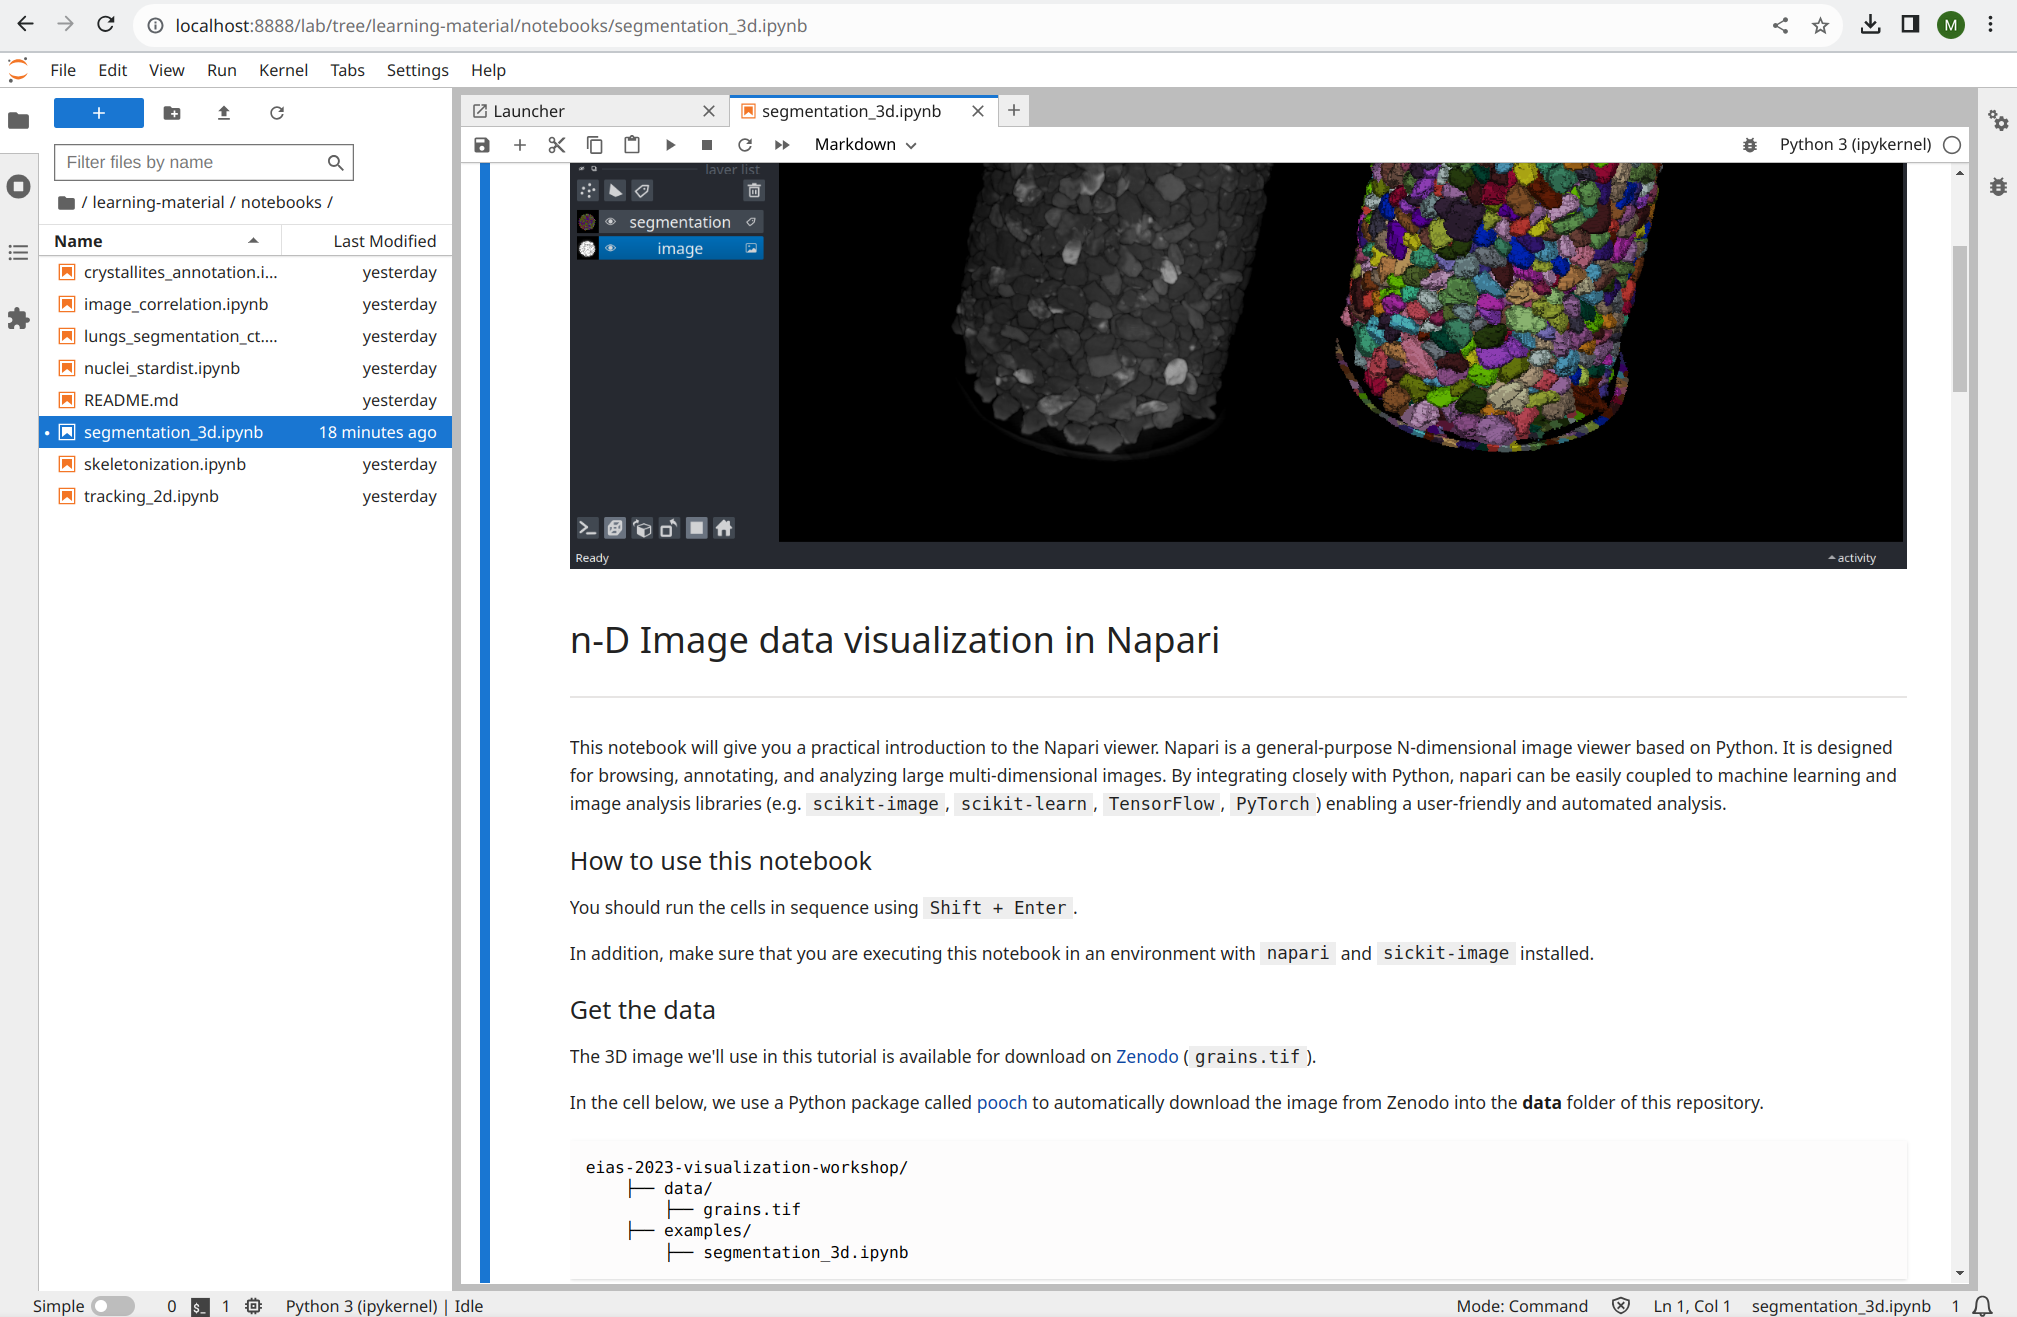 localhost:8888/lab/tree/learning-material/notebooks/segmentation_3d.ipynb
M
File Edit View Run Kernel Tabs Settings Help
Launcher
segmentation_3d.ipynb
Markdown
Python 3 (ipykernel)
Filter files by name
/ learning-material / notebooks /
Name Last Modified
crystallites_annotation.i... yesterday
image_correlation.ipynb yesterday
lungs_segmentation_ct.... yesterday
nuclei_stardist.ipynb yesterday
README.md yesterday
segmentation_3d.ipynb 18 minutes ago
skeletonization.ipynb yesterday
tracking_2d.ipynb yesterday
layer list
segmentation
image
Ready
activity
n-D Image data visualization in Napari
This notebook will give you a practical introduction to the Napari viewer. Napari is a general-purpose N-dimensional image viewer based on Python. It is designed
for browsing, annotating, and analyzing large multi-dimensional images. By integrating closely with Python, napari can be easily coupled to machine learning and
image analysis libraries (e.g. scikit-image, scikit-learn, TensorFlow, PyTorch) enabling a user-friendly and automated analysis.
How to use this notebook
You should run the cells in sequence using Shift + Enter.
In addition, make sure that you are executing this notebook in an environment with napari and sickit-image installed.
Get the data
The 3D image we'll use in this tutorial is available for download on Zenodo (grains.tif).
In the cell below, we use a Python package called pooch to automatically download the image from Zenodo into the data folder of this repository.
eias-2023-visualization-workshop/
├── data/
├── grains.tif
├── examples/
├── segmentation_3d.ipynb
Simple 0 $_ 1 Python 3 (ipykernel) | Idle
Mode: Command Ln 1, Col 1 segmentation_3d.ipynb 1